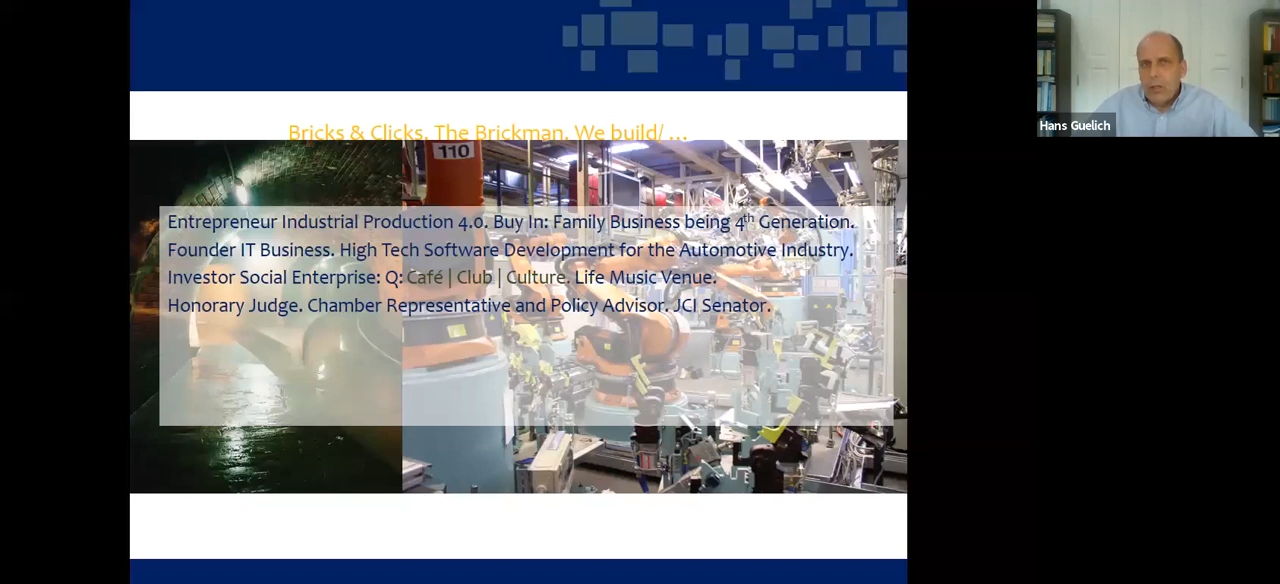 Bricks & Clicks. The Brickman. We build/ ...
110
Entrepreneur Industrial Production 4.0. Buy In: Family Business being 4th Generation.
Founder IT Business. High Tech Software Development for the Automotive Industry.
Investor Social Enterprise: Q: Café | Club | Culture. Life Music Venue.
Honorary Judge. Chamber Representative and Policy Advisor. JCI Senator.
Hans Guelich